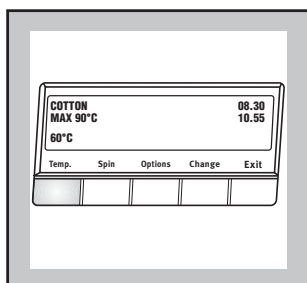 COTTON 08.30
MAX 90°C 10.55
60°C
Temp. Spin Options Change Exit